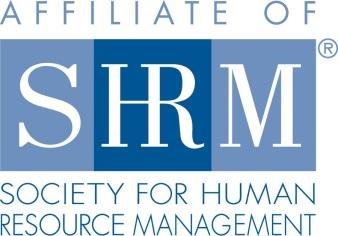 AFFILIATE OF
SHRM®
SOCIETY FOR HUMAN
RESOURCE MANAGEMENT